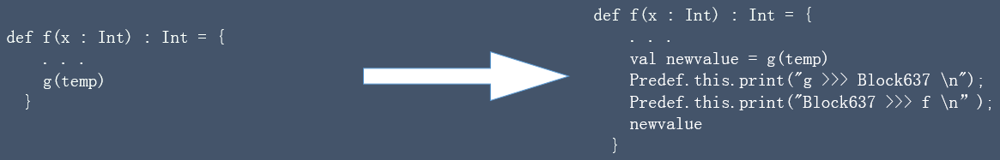 def f(x : Int) : Int = {
. . .
g(temp)
}
def f(x : Int) : Int = {
. . .
val newvalue = g(temp)
Predef.this.print("g >>> Block637 \n");
Predef.this.print("Block637 >>> f \n” );
newvalue
}